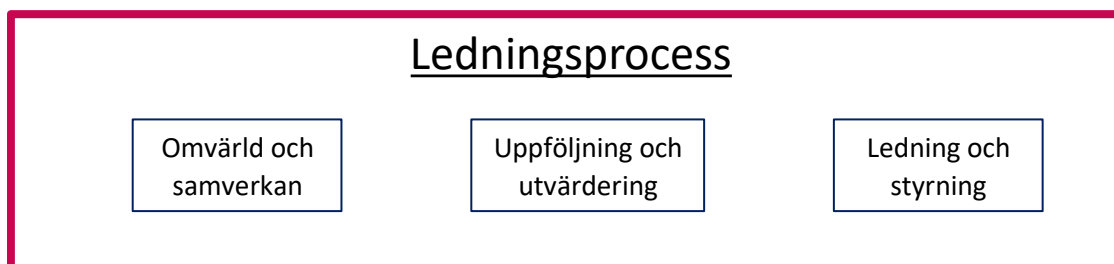 Ledningsprocess
Omvärld och
samverkan
Uppföljning och
utvärdering
Ledning och
styrning